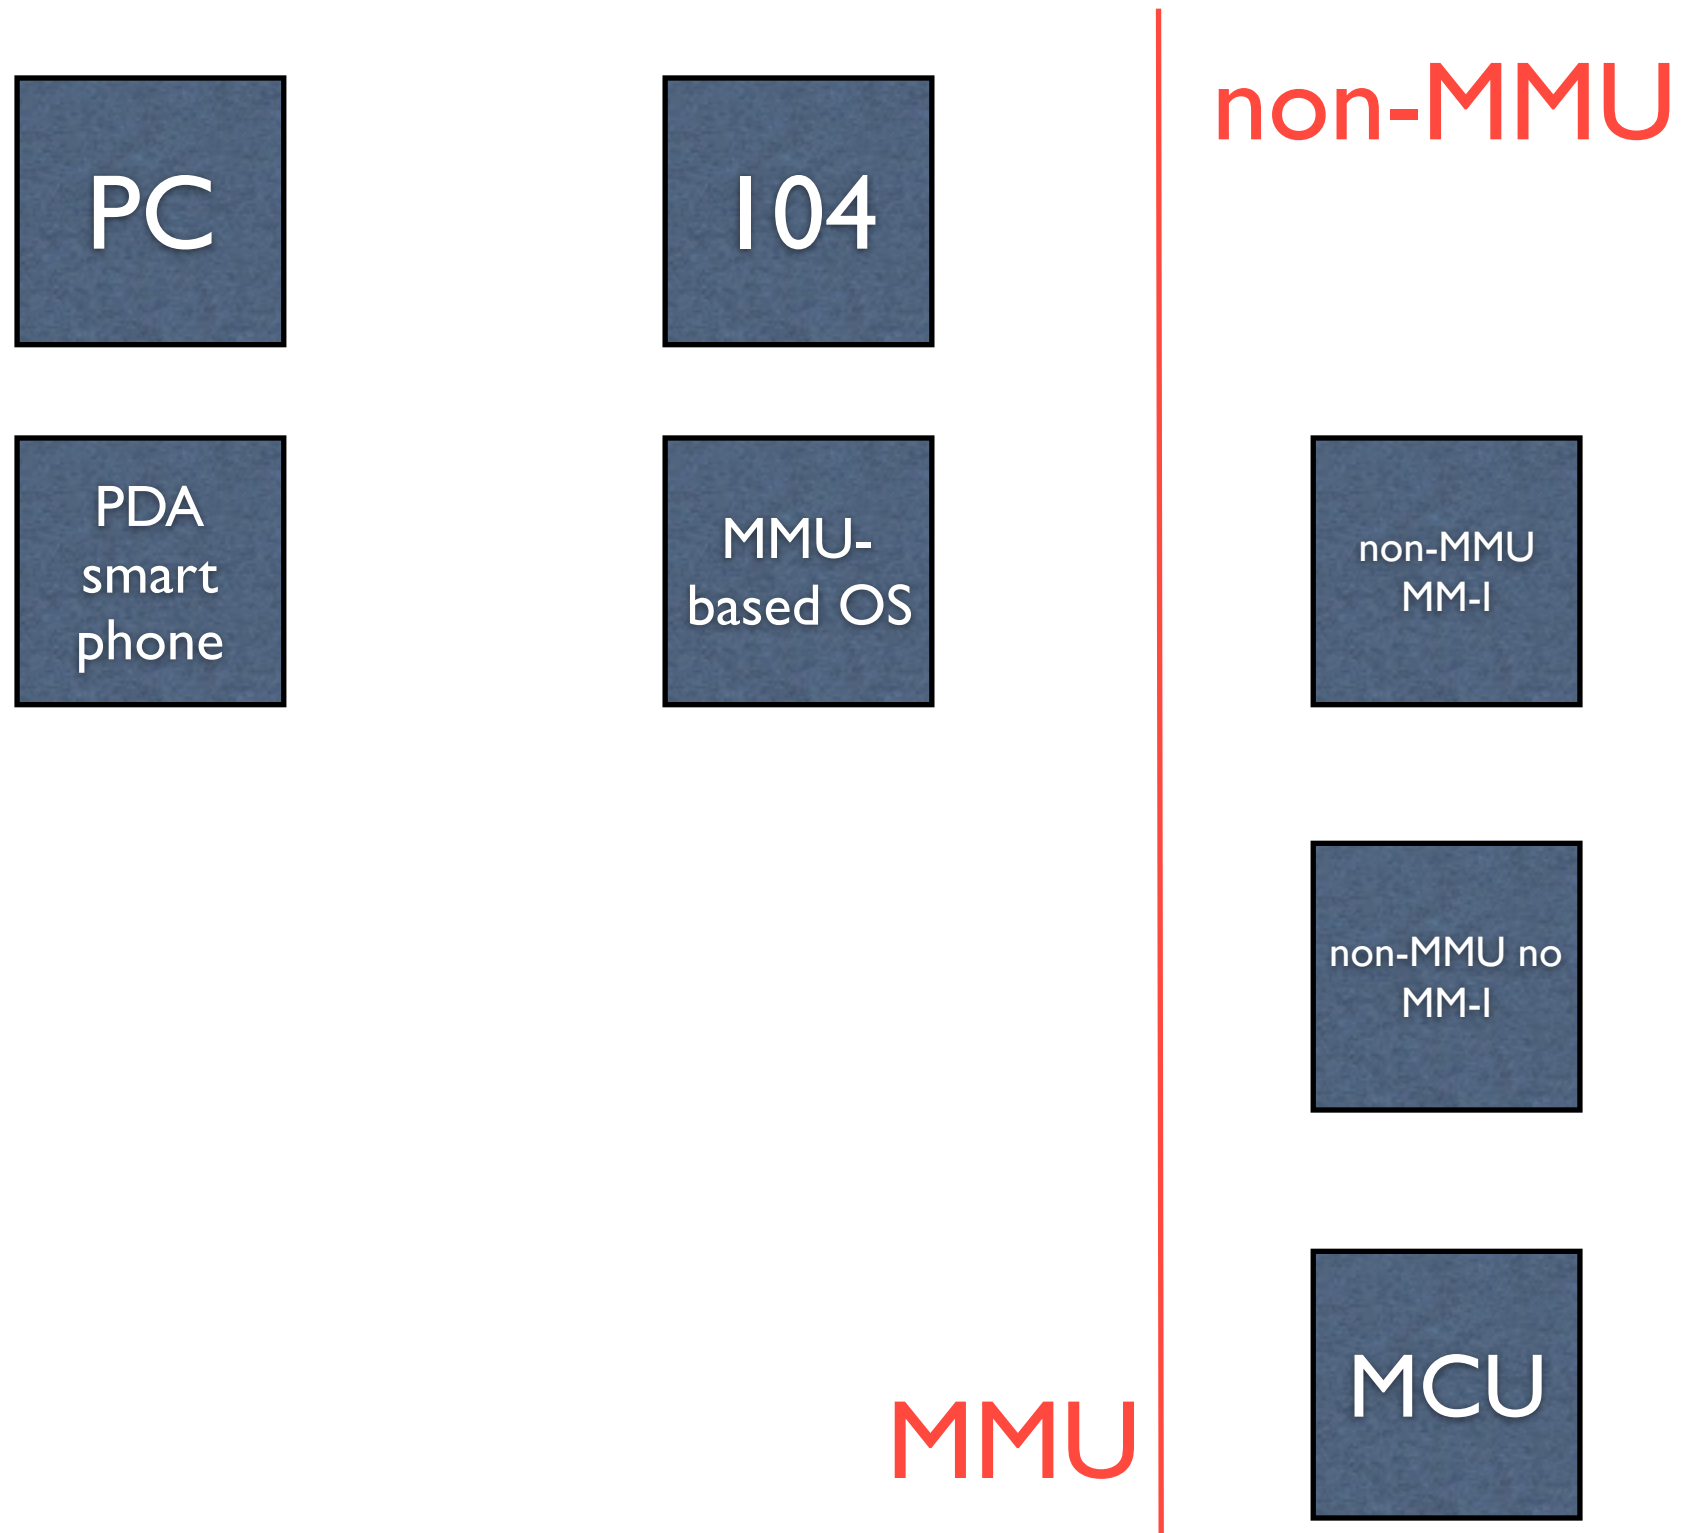 non-MMU
PC
104
PDA
smart
phone
MMU-
based OS
non-MMU
MM-I
non-MMU no
MM-I
MCU
MMU